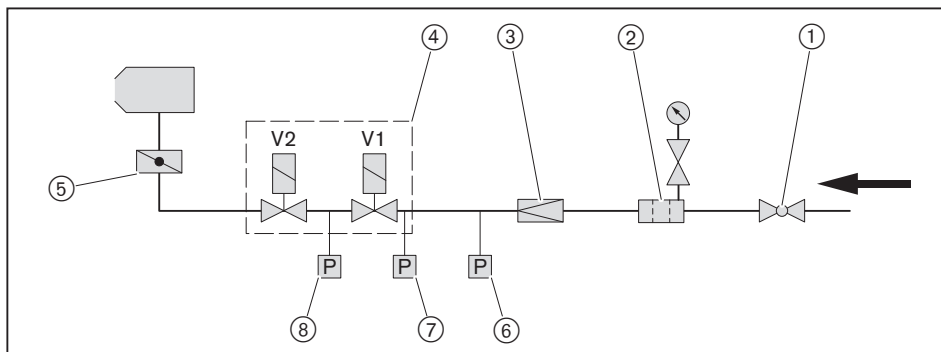 ④ ③ ② ①
V2 V1
⑤
P P P
⑧ ⑦ ⑥